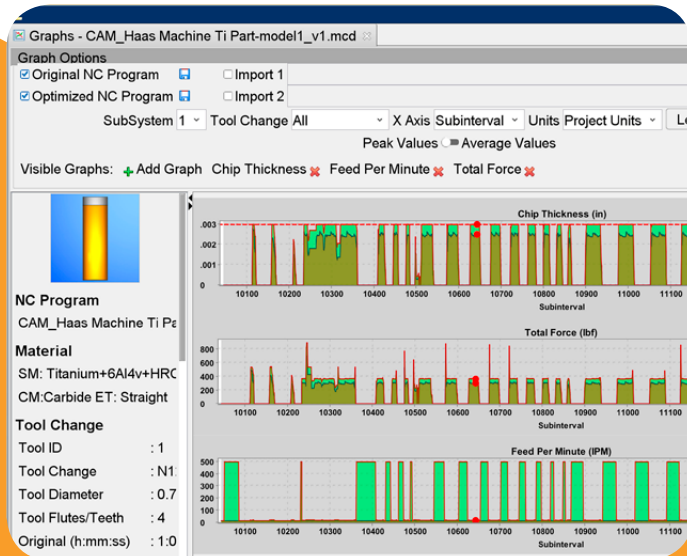 Graphs - CAM_Haas Machine Ti Part-model1_v1.mcd
Graph Options
Original NC Program Import 1
Optimized NC Program Import 2
SubSystem 1 Tool Change All X Axis Subinterval Units Project Units Le
Peak Values Average Values
Visible Graphs: Add Graph Chip Thickness Feed Per Minute Total Force
Chip Thickness (in)
.003
.002
.001
0
10100 10200 10300 10400 10500 10600 10700 10800 10900 11000 11100
Subinterval
NC Program
CAM_Haas Machine Ti Pa
Material
SM: Titanium+6Al4v+HRC
CM:Carbide ET: Straight
Tool Change
Tool ID : 1
Tool Change : N1
Tool Diameter : 0.7
Tool Flutes/Teeth : 4
Original (h:mm:ss) : 1:0
Total Force (lbf)
800
600
400
200
0
10100 10200 10300 10400 10500 10600 10700 10800 10900 11000 11100
Subinterval
Feed Per Minute (IPM)
500
400
300
200
100
0
10100 10200 10300 10400 10500 10600 10700 10800 10900 11000 11100
Subinterval